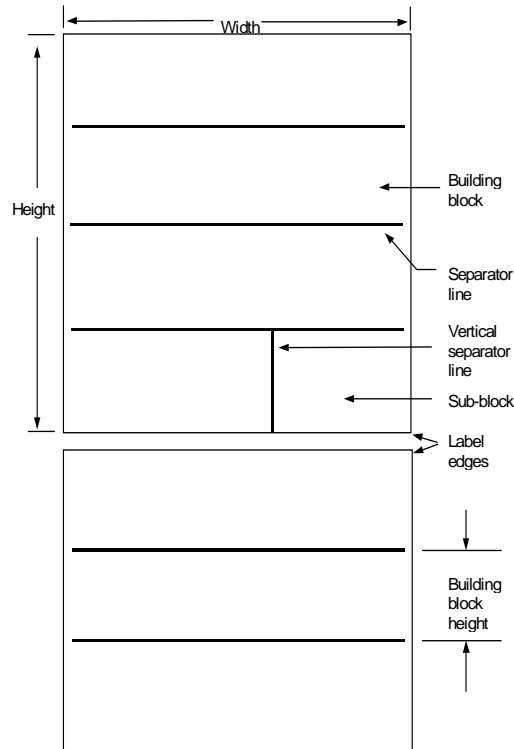 Width
Height
Building
block
Separator
line
Vertical
separator
line
Sub-block
Label
edges
Building
block
height